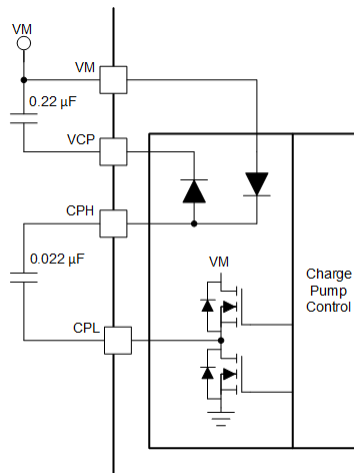 VM
VM
0.22 µF
VCP
CPH
0.022 µF
VM
Charge
Pump
Control
CPL